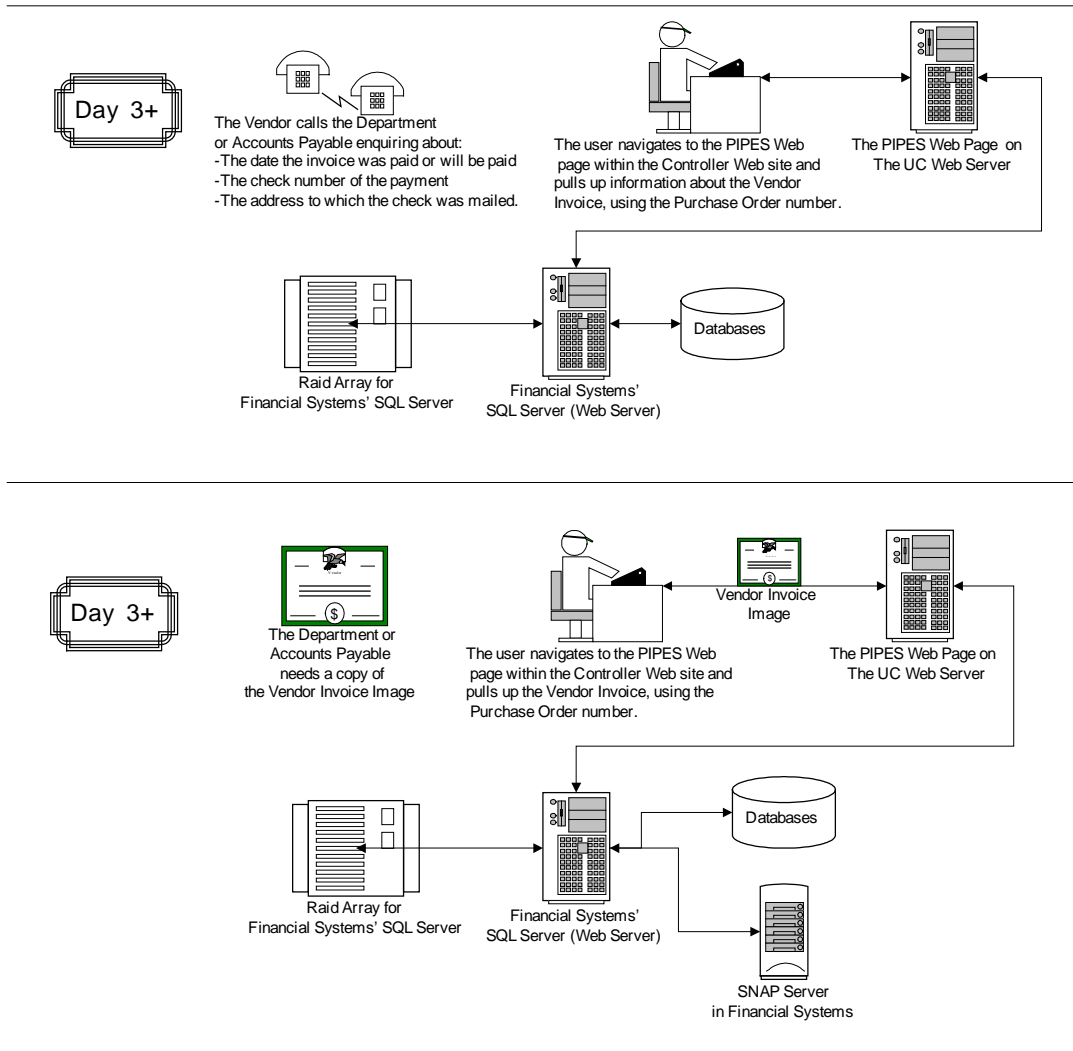 Day 3+
The Vendor calls the Department
or Accounts Payable enquiring about:
-The date the invoice was paid or will be paid
-The check number of the payment
-The address to which the check was mailed.
The user navigates to the PIPES Web
page within the Controller Web site and
pulls up information about the Vendor
Invoice, using the Purchase Order number.
The PIPES Web Page on
The UC Web Server
Raid Array for
Financial Systems' SQL Server
Financial Systems'
SQL Server (Web Server)
Databases
Day 3+
Vendor
$
The Department or
Accounts Payable
needs a copy of
the Vendor Invoice Image
The user navigates to the PIPES Web
page within the Controller Web site and
pulls up the Vendor Invoice, using the
Purchase Order number.
$
Vendor Invoice
Image
The PIPES Web Page on
The UC Web Server
Raid Array for
Financial Systems' SQL Server
Financial Systems'
SQL Server (Web Server)
Databases
SNAP Server
in Financial Systems